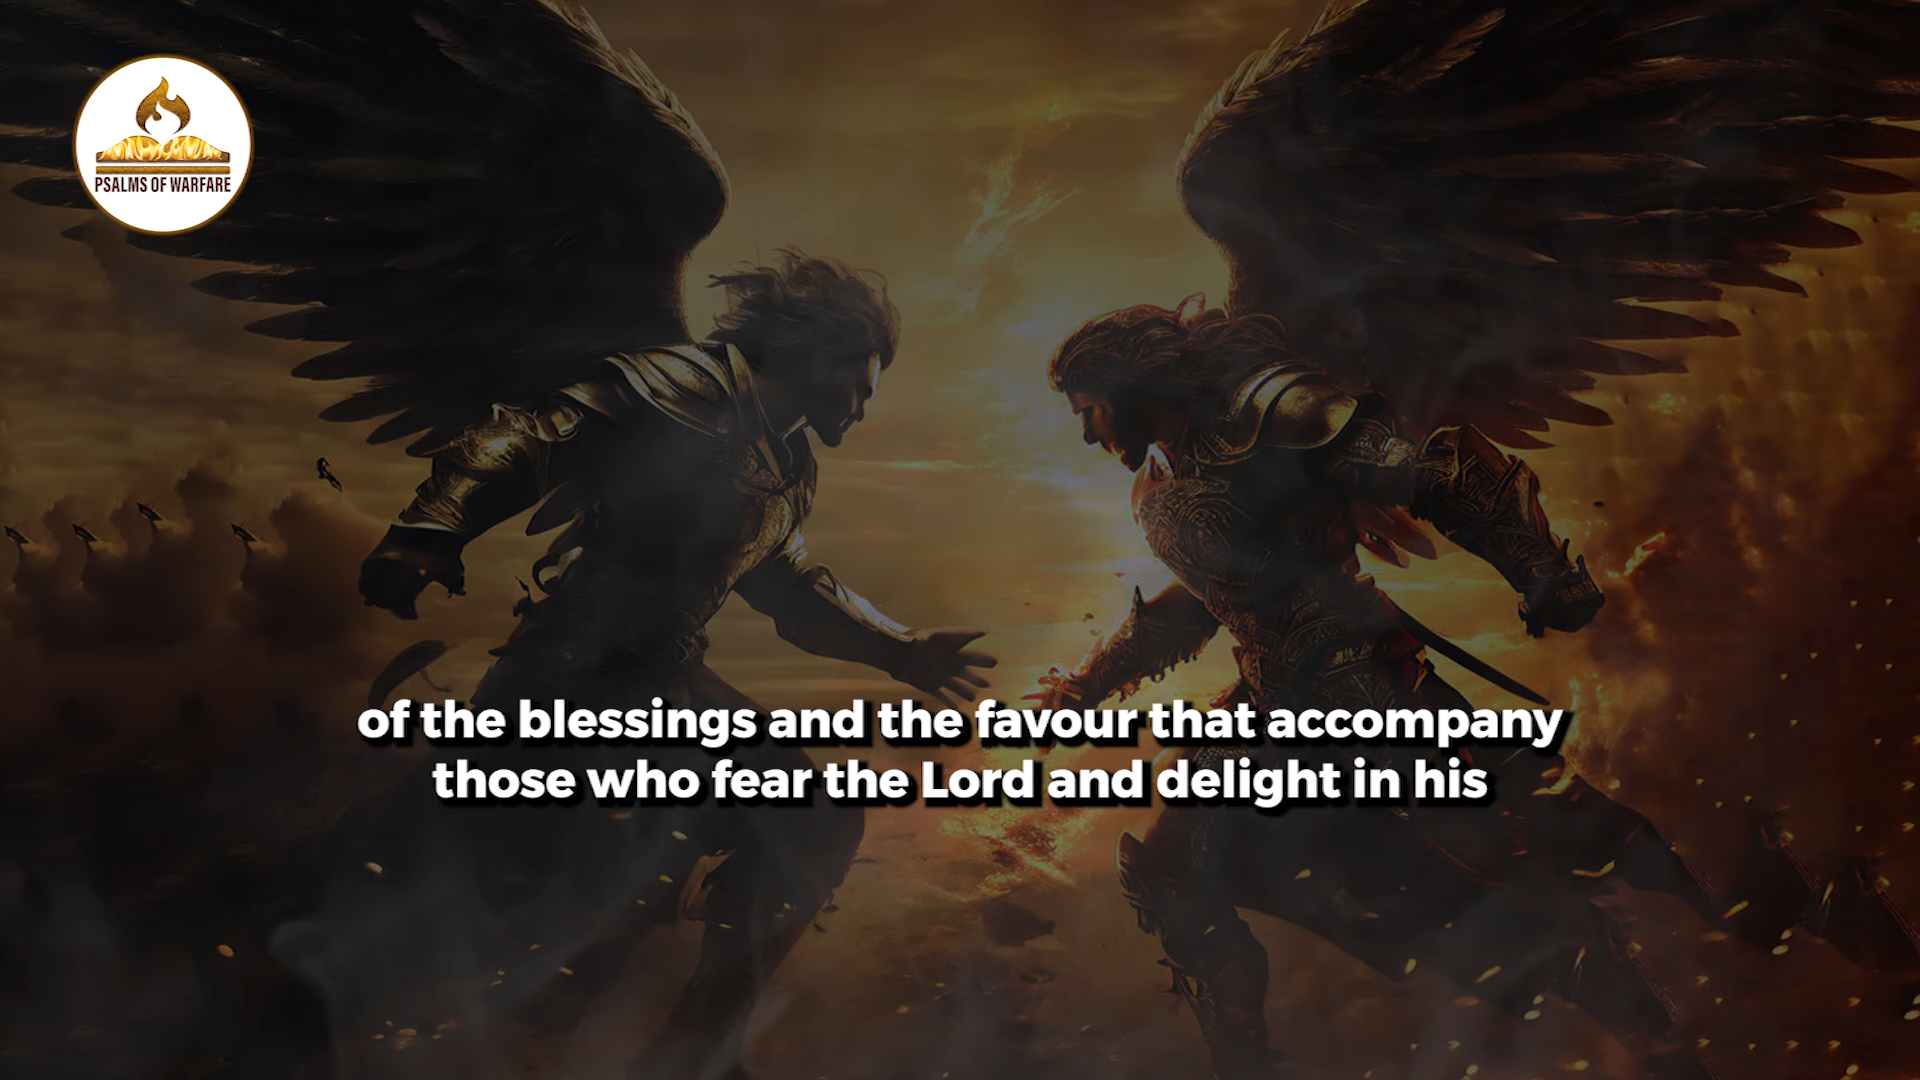 PSALMS OF WARFARE
of the blessings and the favour that accompany
those who fear the Lord and delight in his